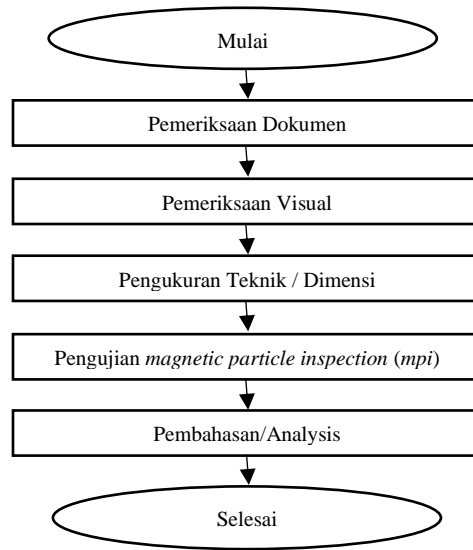 Mulai
Pemeriksaan Dokumen
Pemeriksaan Visual
Pengukuran Teknik / Dimensi
Pengujian magnetic particle inspection (mpi)
Pembahasan/Analysis
Selesai